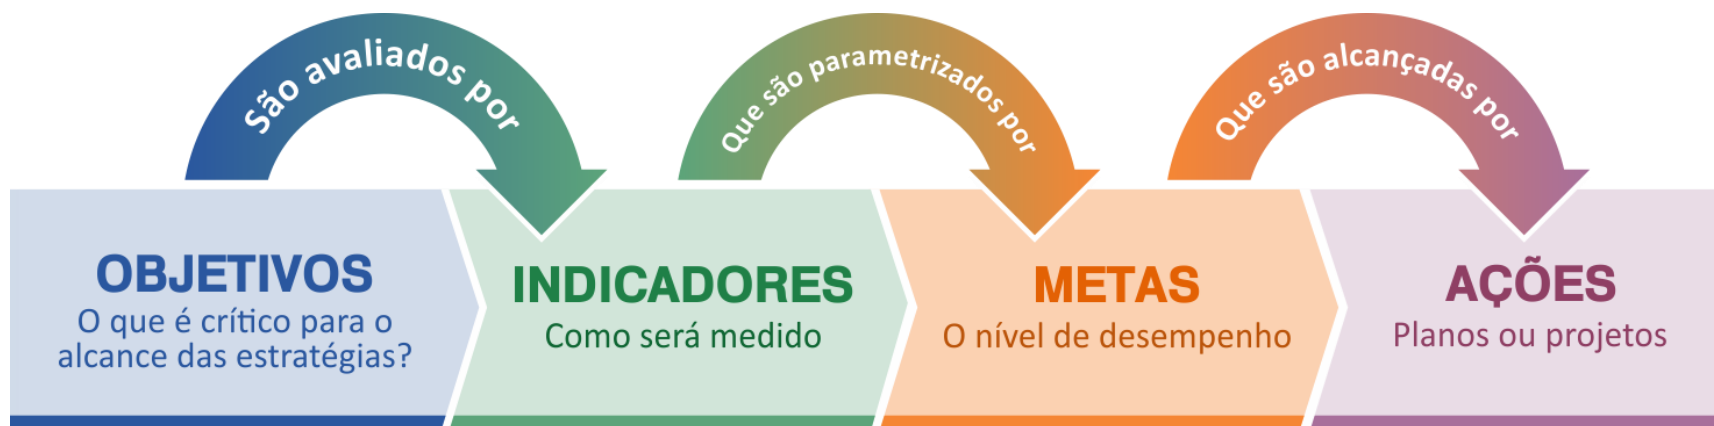 São avaliados por
Que são parametrizados por
Que são alcançadas por
OBJETIVOS
O que é crítico para o
alcance das estratégias?
INDICADORES
Como será medido
METAS
O nível de desempenho
AÇÕES
Planos ou projetos